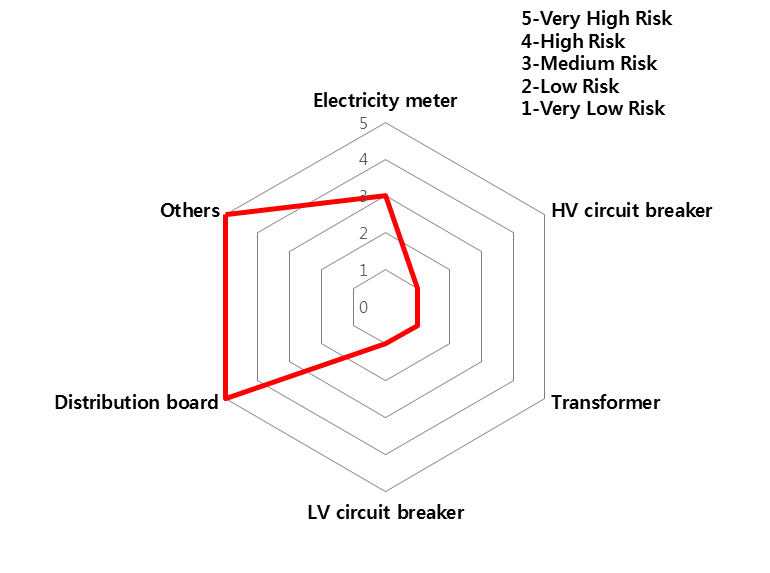 5-Very High Risk
4-High Risk
3-Medium Risk
2-Low Risk
1-Very Low Risk
Electricity meter
5
4
3
Others
HV circuit breaker
2
1
0
Distribution board
Transformer
LV circuit breaker